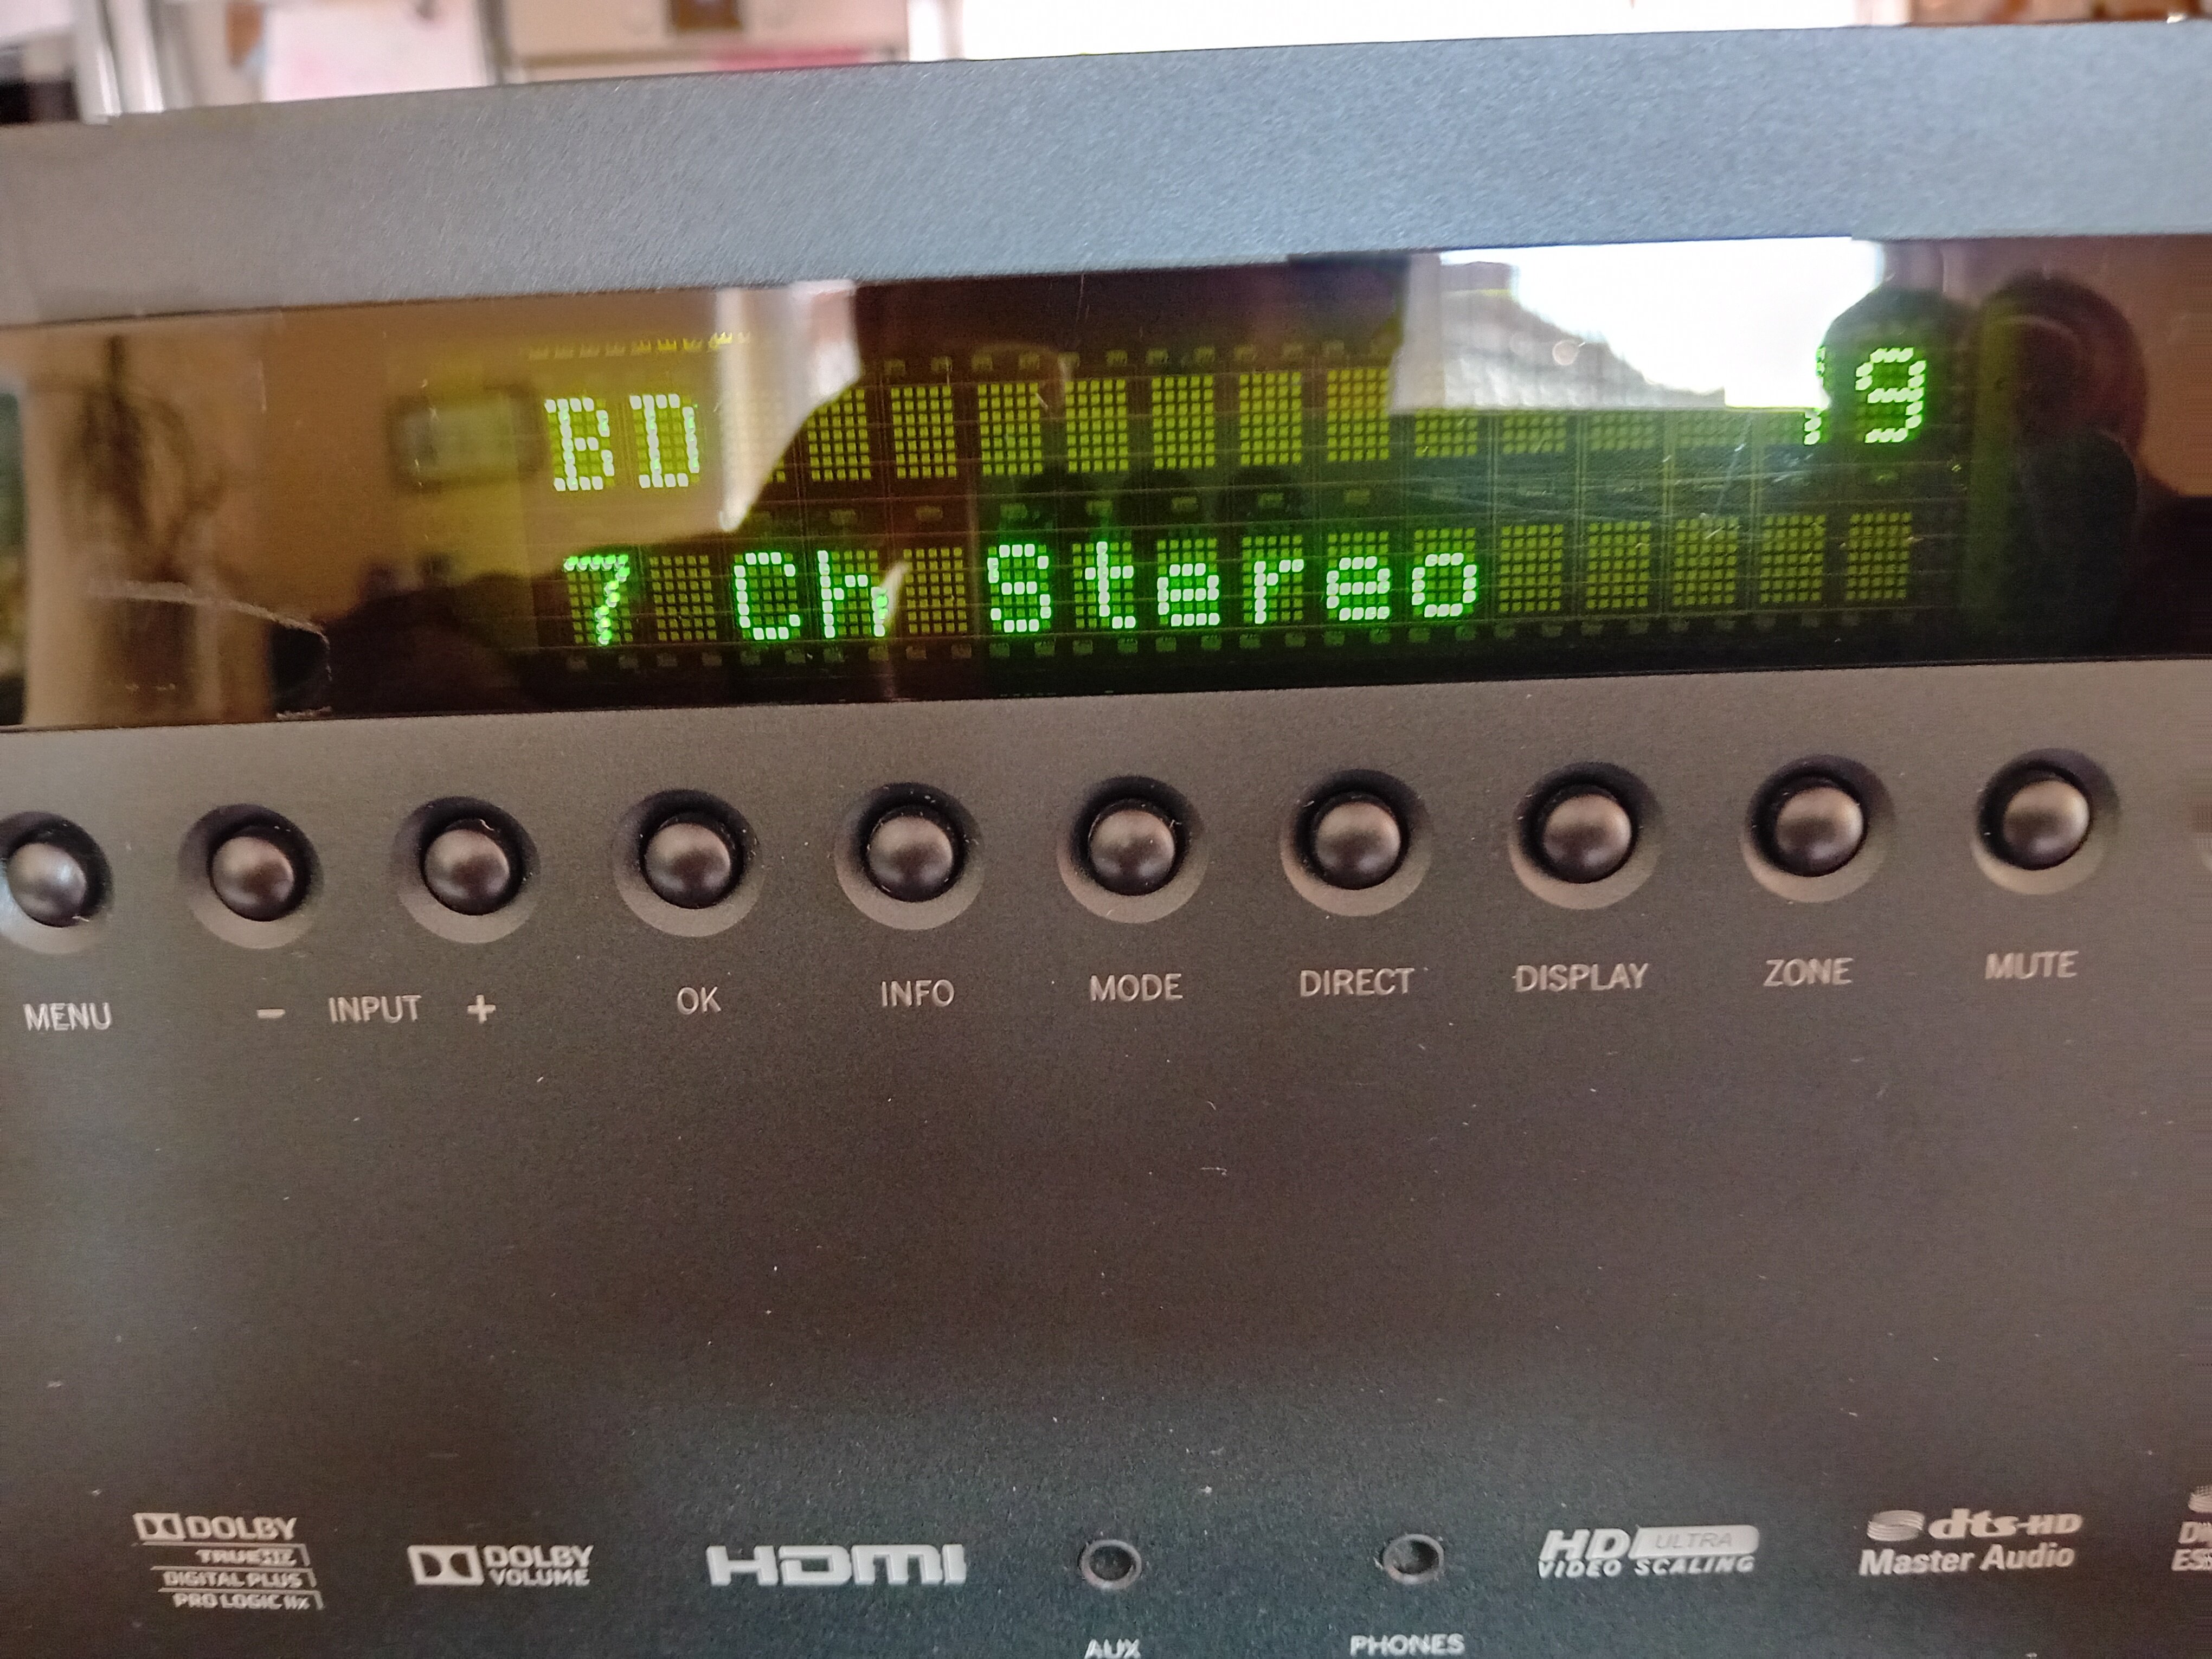 BD
7 Ch Stereo
MENU
− INPUT +
OK
INFO
MODE
DIRECT
DISPLAY
ZONE
MUTE
DOLBY
TRUEHD
DIGITAL PLUS
PRO LOGIC IIx
DOLBY
VOLUME
HDMI
AUX
PHONES
HD ULTRA
VIDEO SCALING
dts-HD
Master Audio